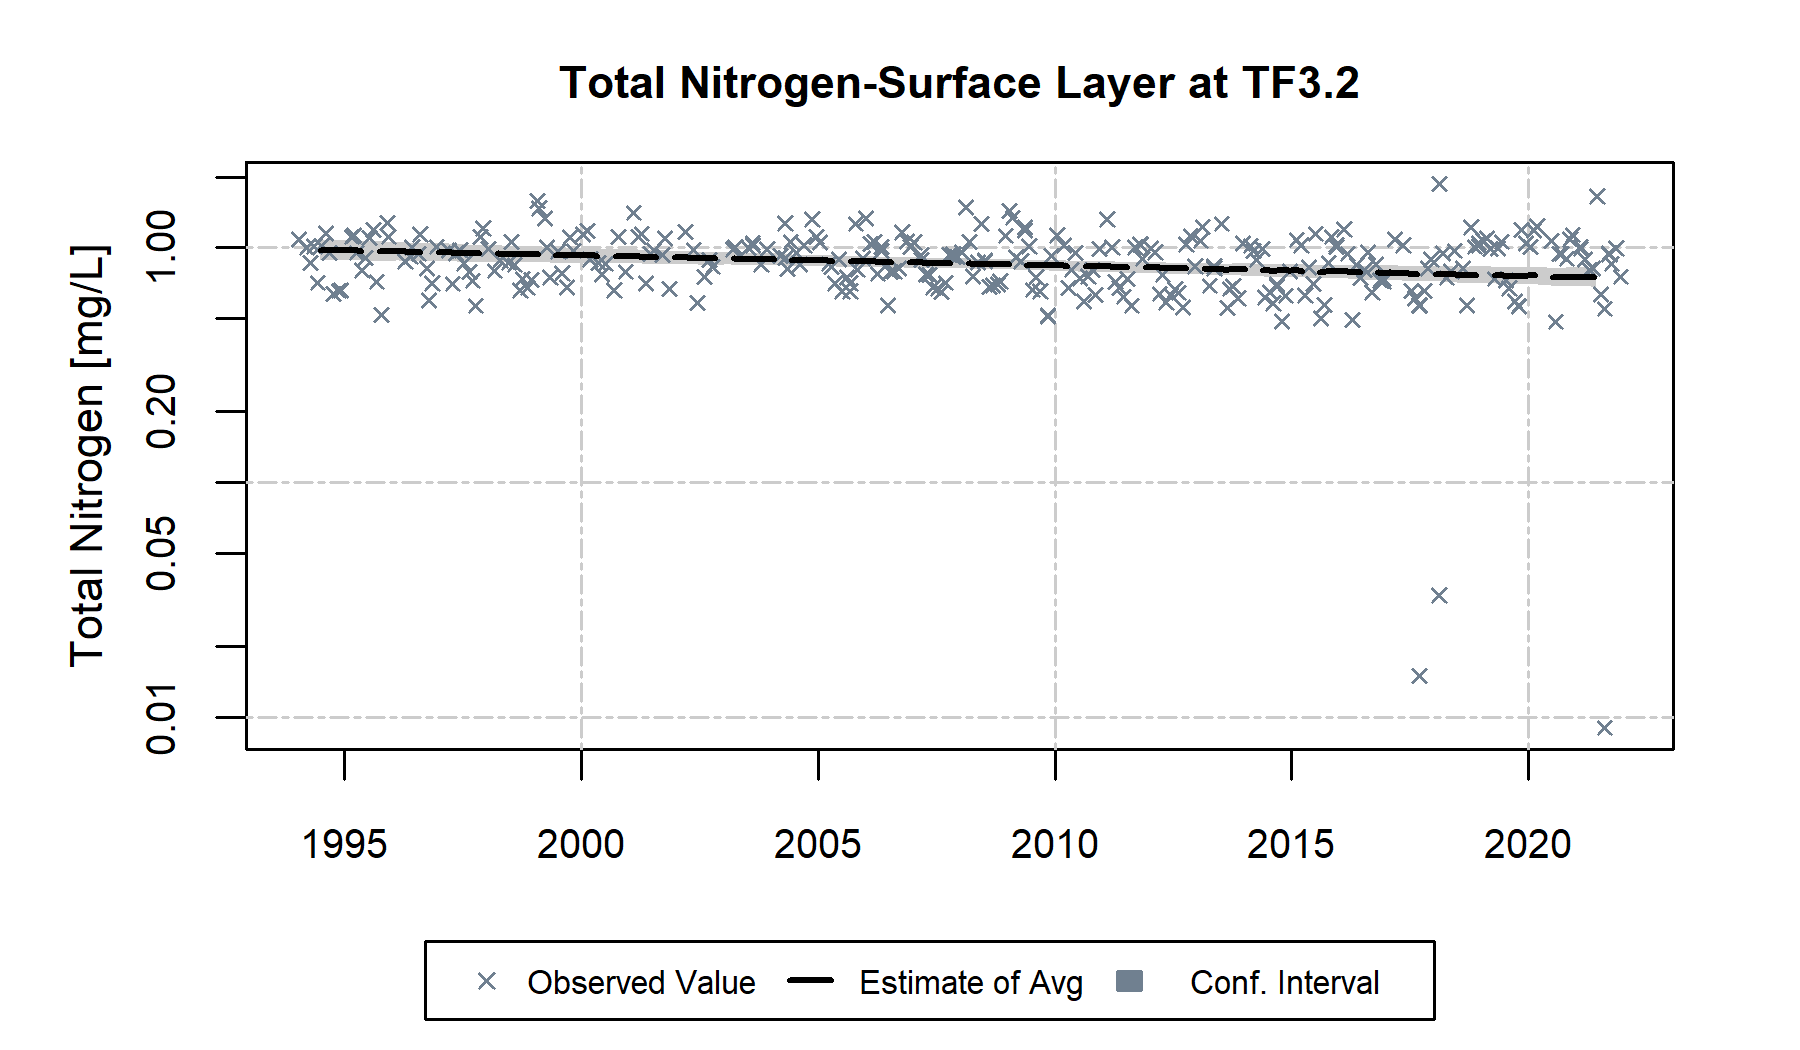 Total Nitrogen-Surface Layer at TF3.2
Total Nitrogen [mg/L]
1.00
0.20
0.05
0.01
1995 2000 2005 2010 2015 2020
Observed Value Estimate of Avg Conf. Interval